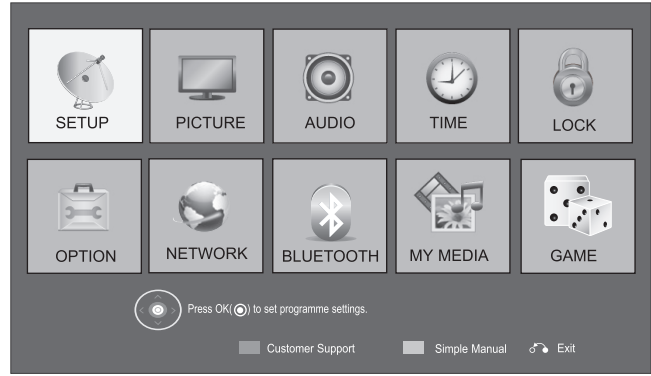 SETUP PICTURE AUDIO TIME LOCK
OPTION NETWORK BLUETOOTH MY MEDIA GAME
Press OK(◉) to set programme settings.
Customer Support Simple Manual Exit